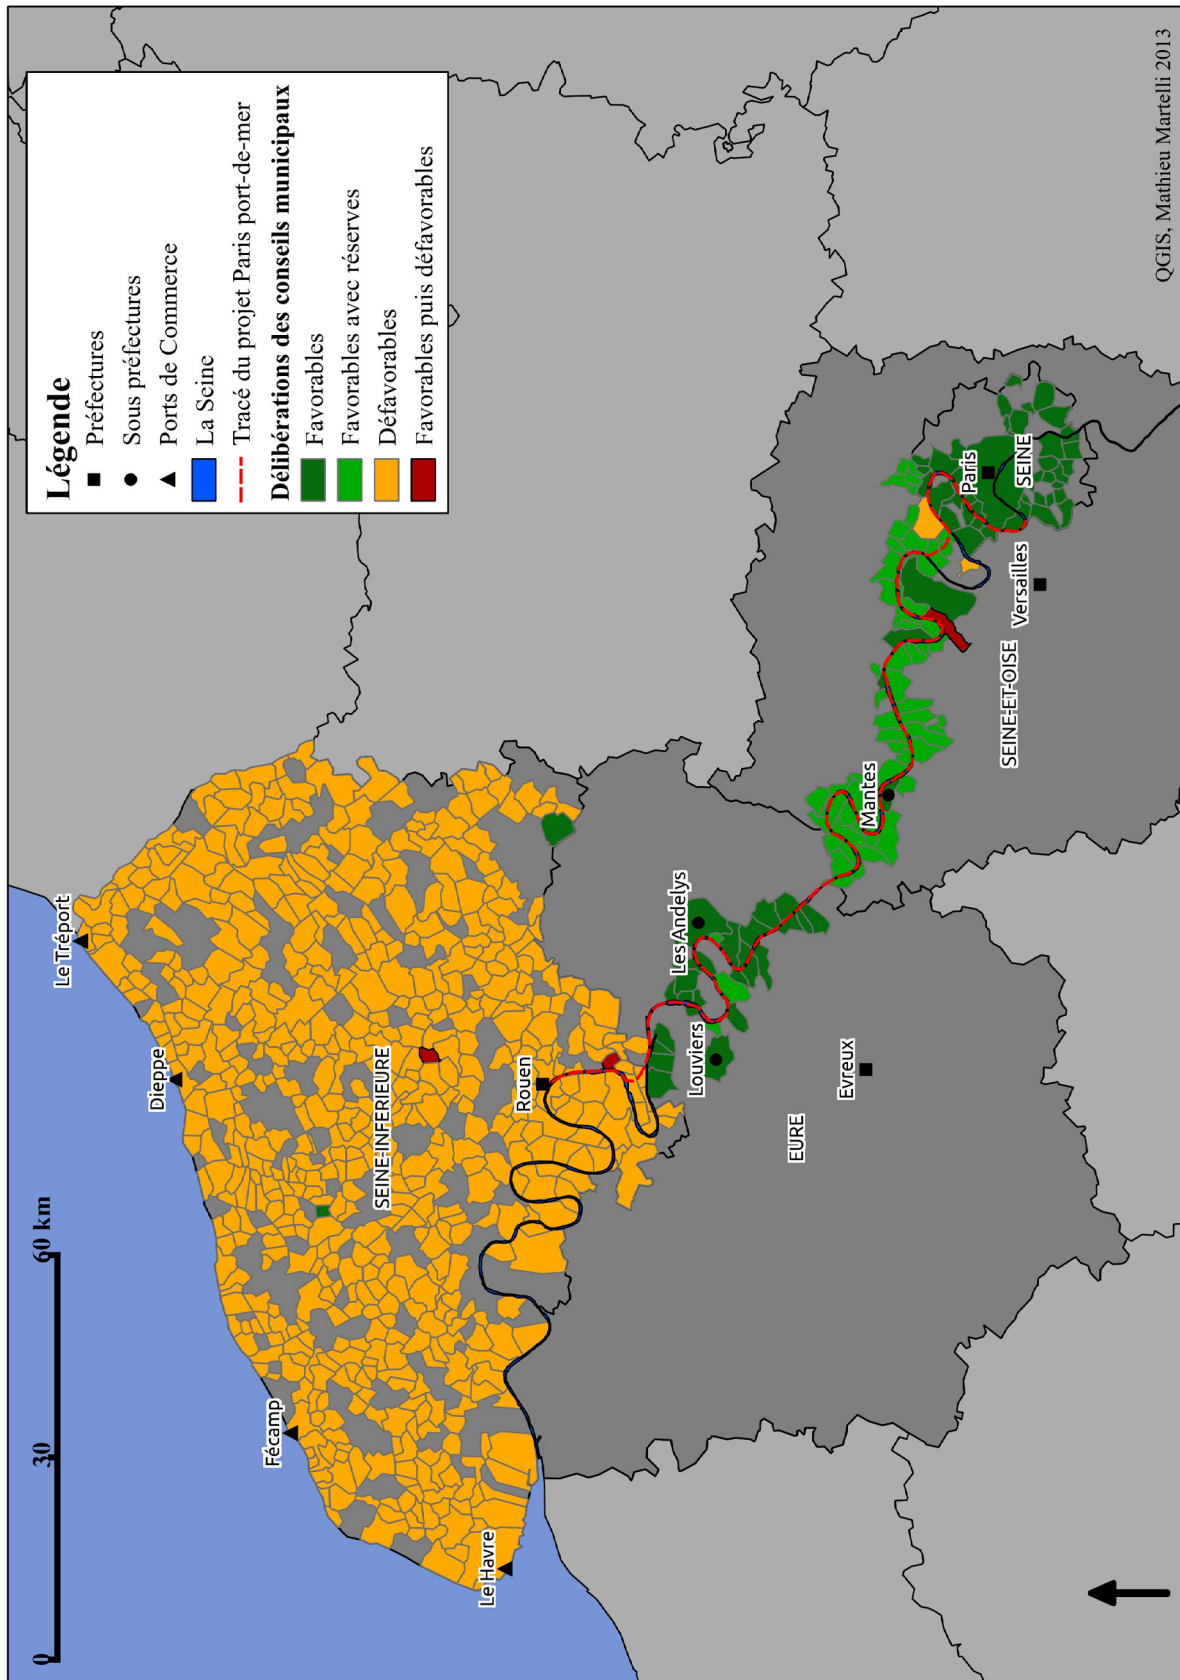 Légende
Préfectures
Sous préfectures
Ports de Commerce
La Seine
Tracé du projet Paris port-de-mer
Délibérations des conseils municipaux
Favorables
Favorables avec réserves
Défavorables
Favorables puis défavorables
0 30 60 km
Le Tréport
Dieppe
Fécamp
SEINE-INFERIEURE
Le Havre
Rouen
Les Andelys
Louviers
EURE
Evreux
Mantes
Paris
SEINE
Versailles
SEINE-ET-OISE
QGIS, Mathieu Martelli 2013